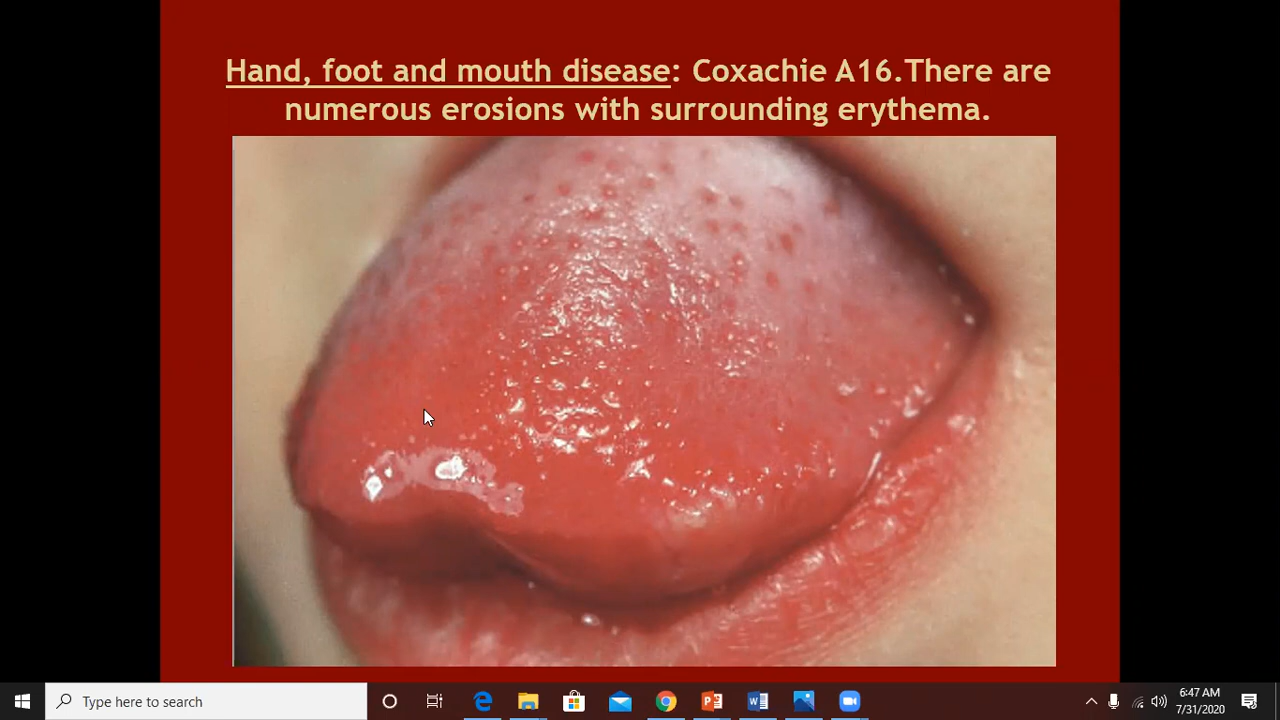 Hand, foot and mouth disease: Coxachie A16.There are
numerous erosions with surrounding erythema.
Type here to search
6:47 AM
7/31/2020